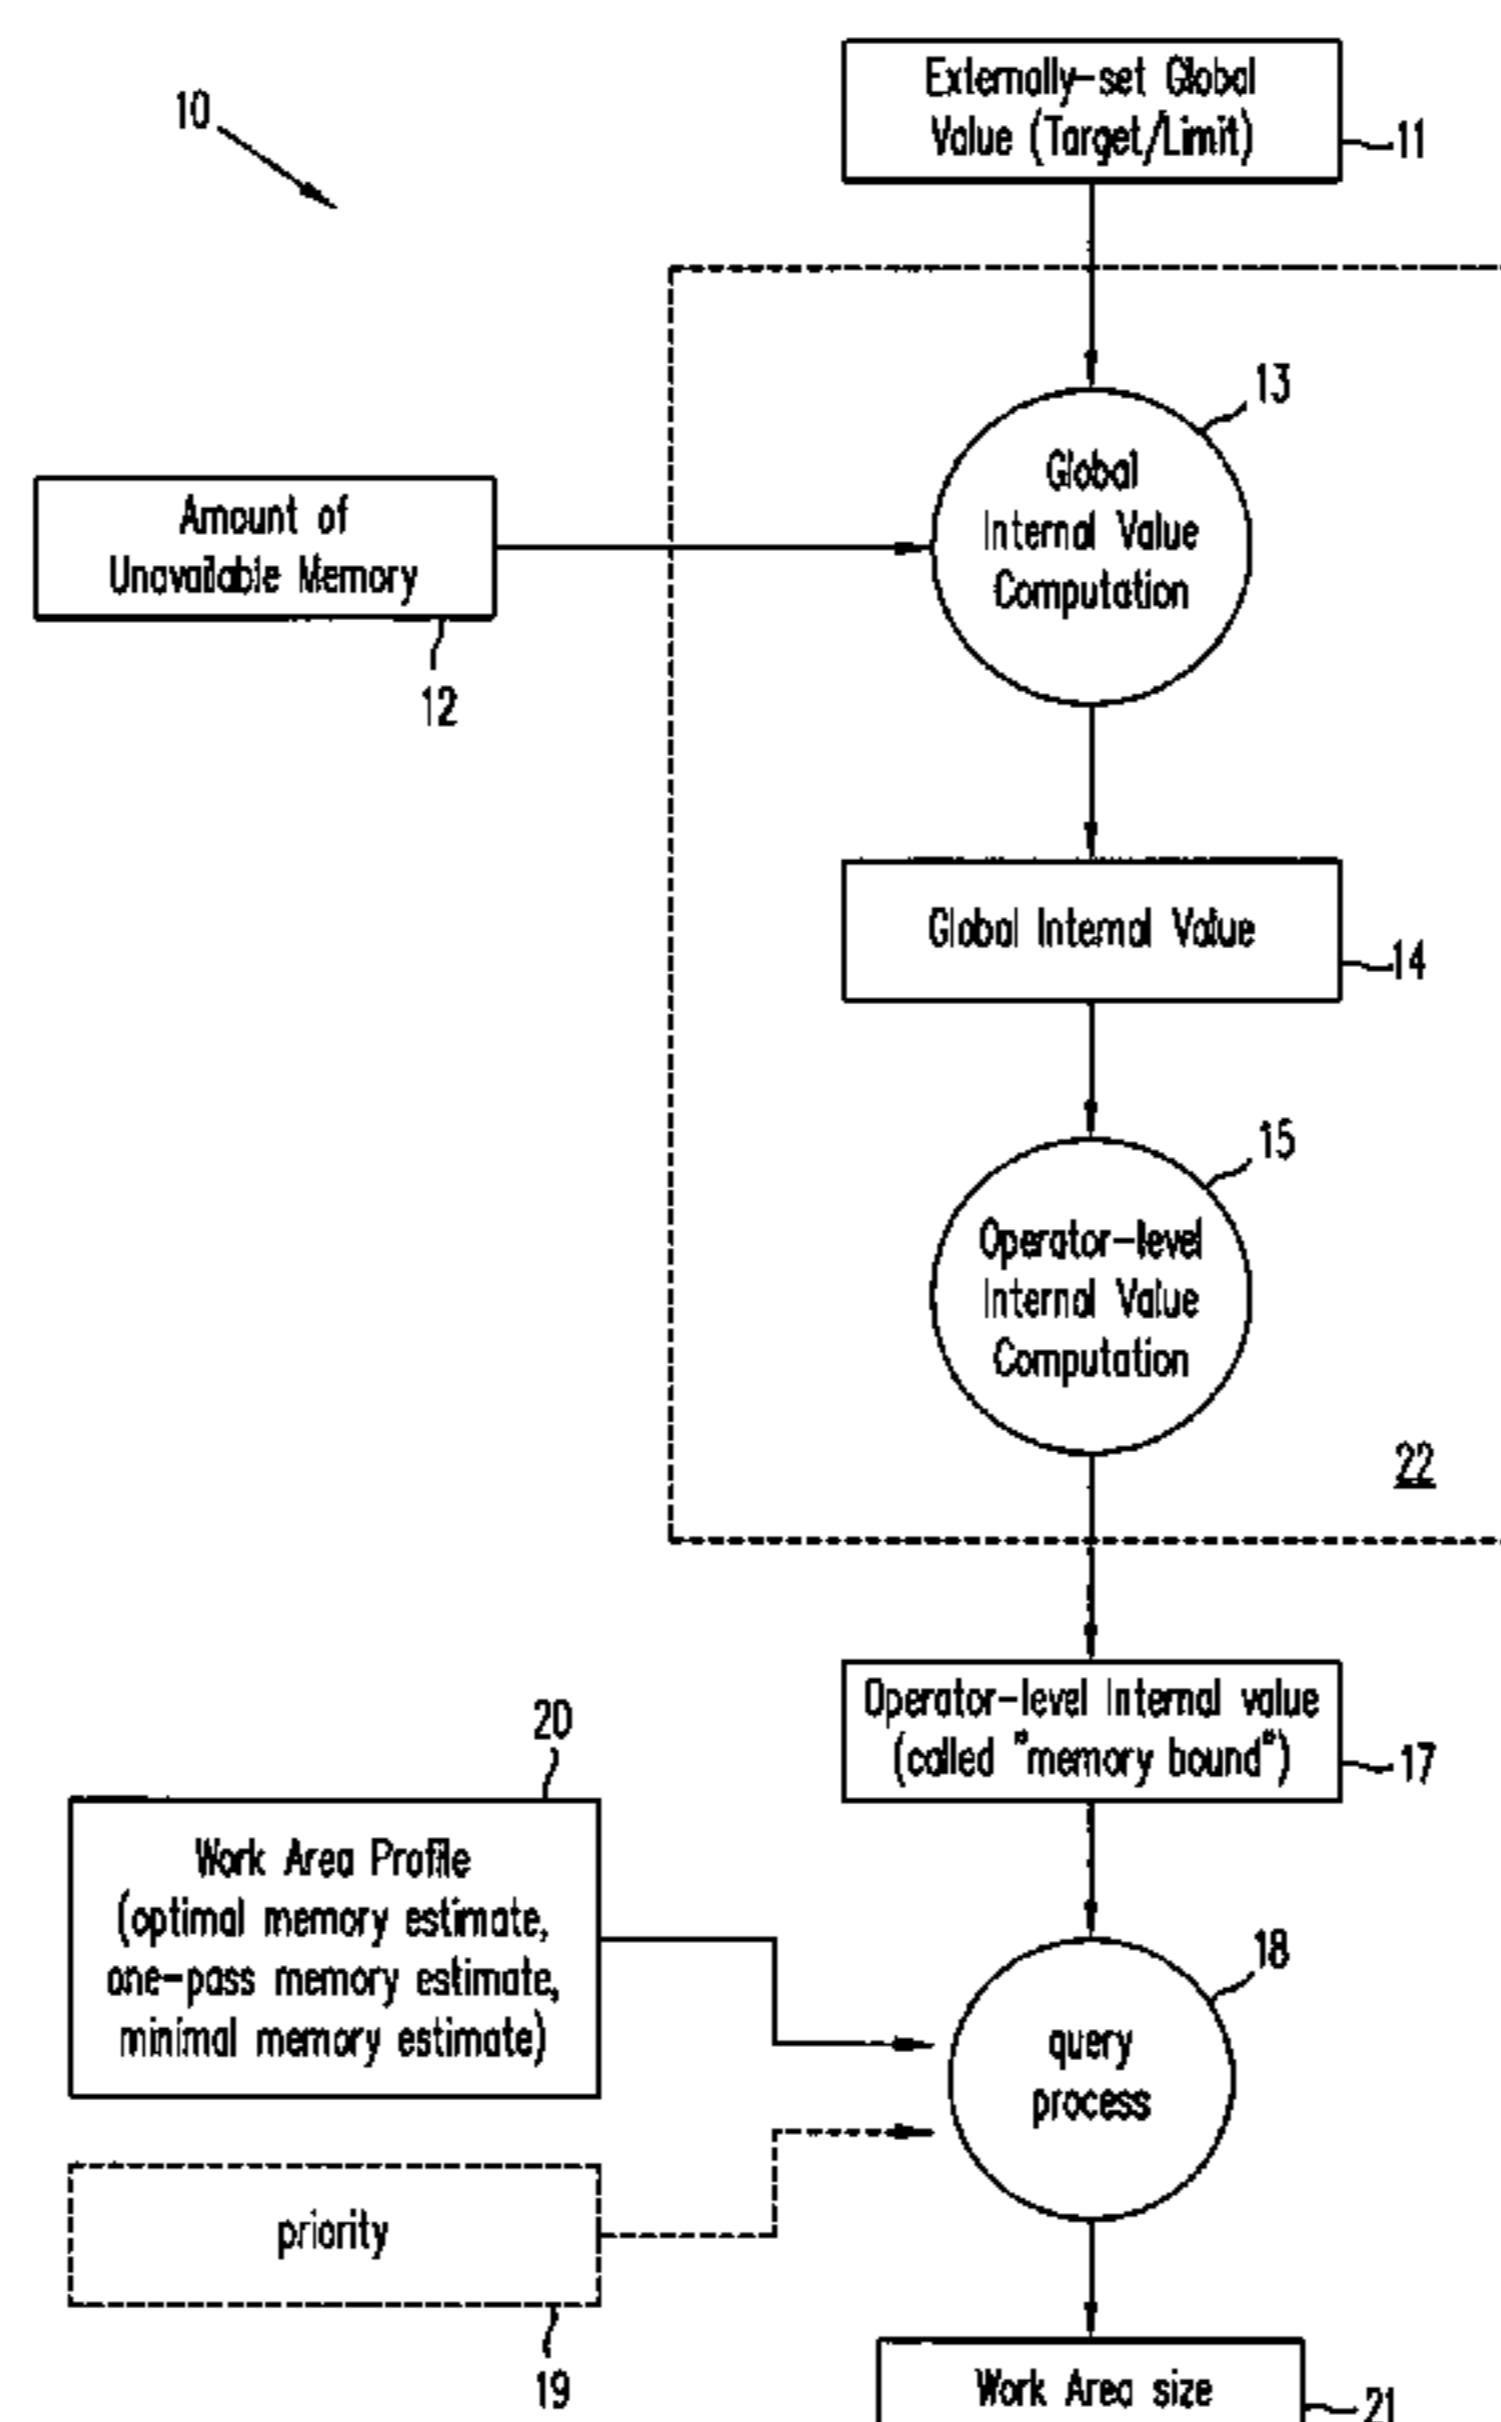 10
Externally-set Global
Value (Target/Limit)
11
13
Global
Internal Value
Computation
Amount of
Unavailable Memory
12
Global Internal Value
14
15
Operator-level
Internal Value
Computation
22
Operator-level Internal value
(called "memory bound")
17
20
Work Area Profile
(optimal memory estimate,
one-pass memory estimate,
minimal memory estimate)
18
query
process
priority
19
Work Area size
21